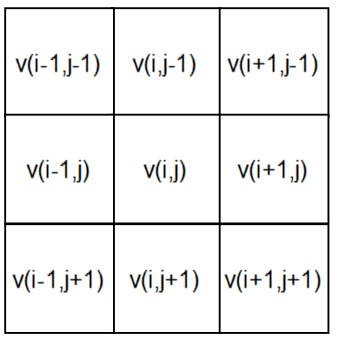 v(i-1,j-1) v(i,j-1) v(i+1,j-1)
v(i-1,j) v(i,j) v(i+1,j)
v(i-1,j+1) v(i,j+1) v(i+1,j+1)